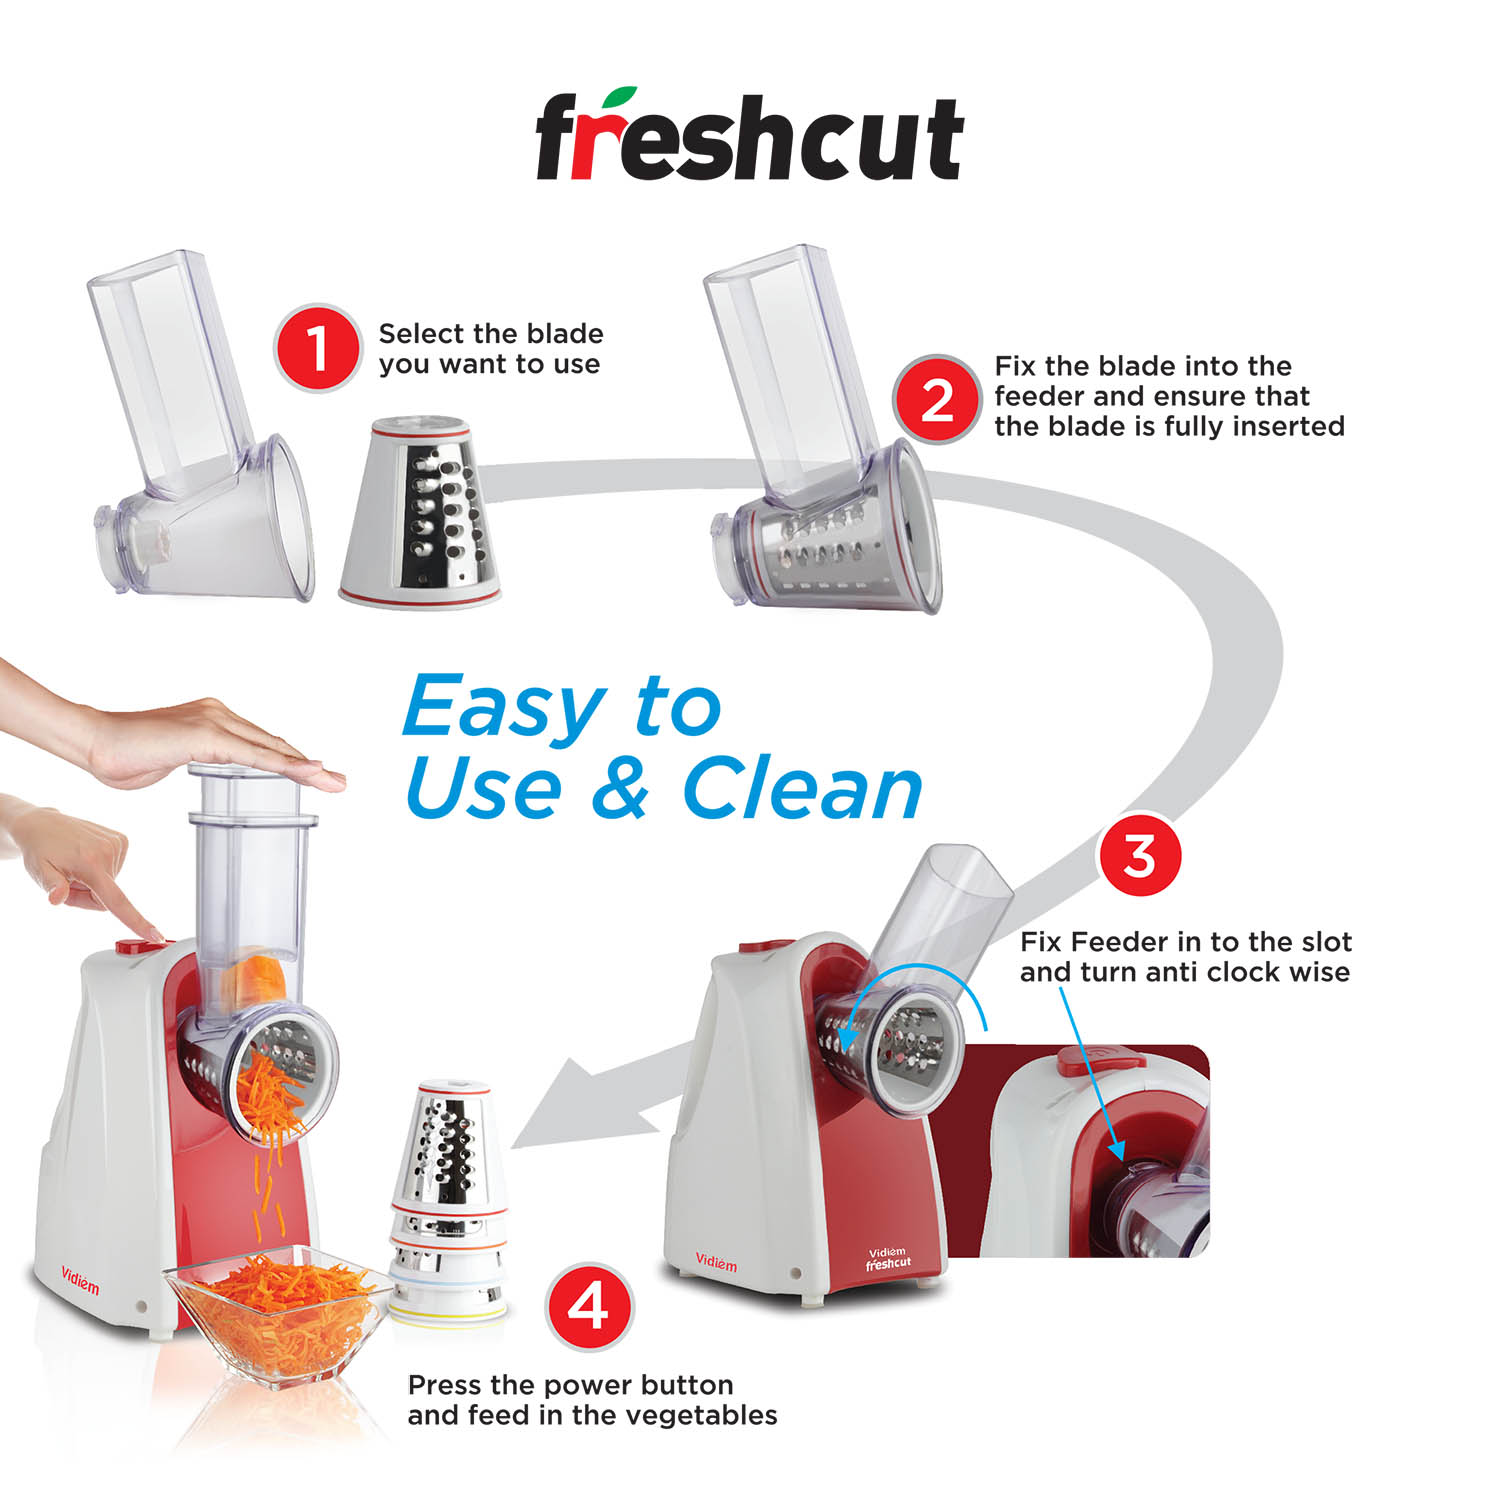 freshcut
1
Select the blade
you want to use
2
Fix the blade into the
feeder and ensure that
the blade is fully inserted
Easy to
Use & Clean
3
Fix Feeder in to the slot
and turn anti clock wise
Vidiem
Vidiem
Vidiem
freshcut
4
Press the power button
and feed in the vegetables